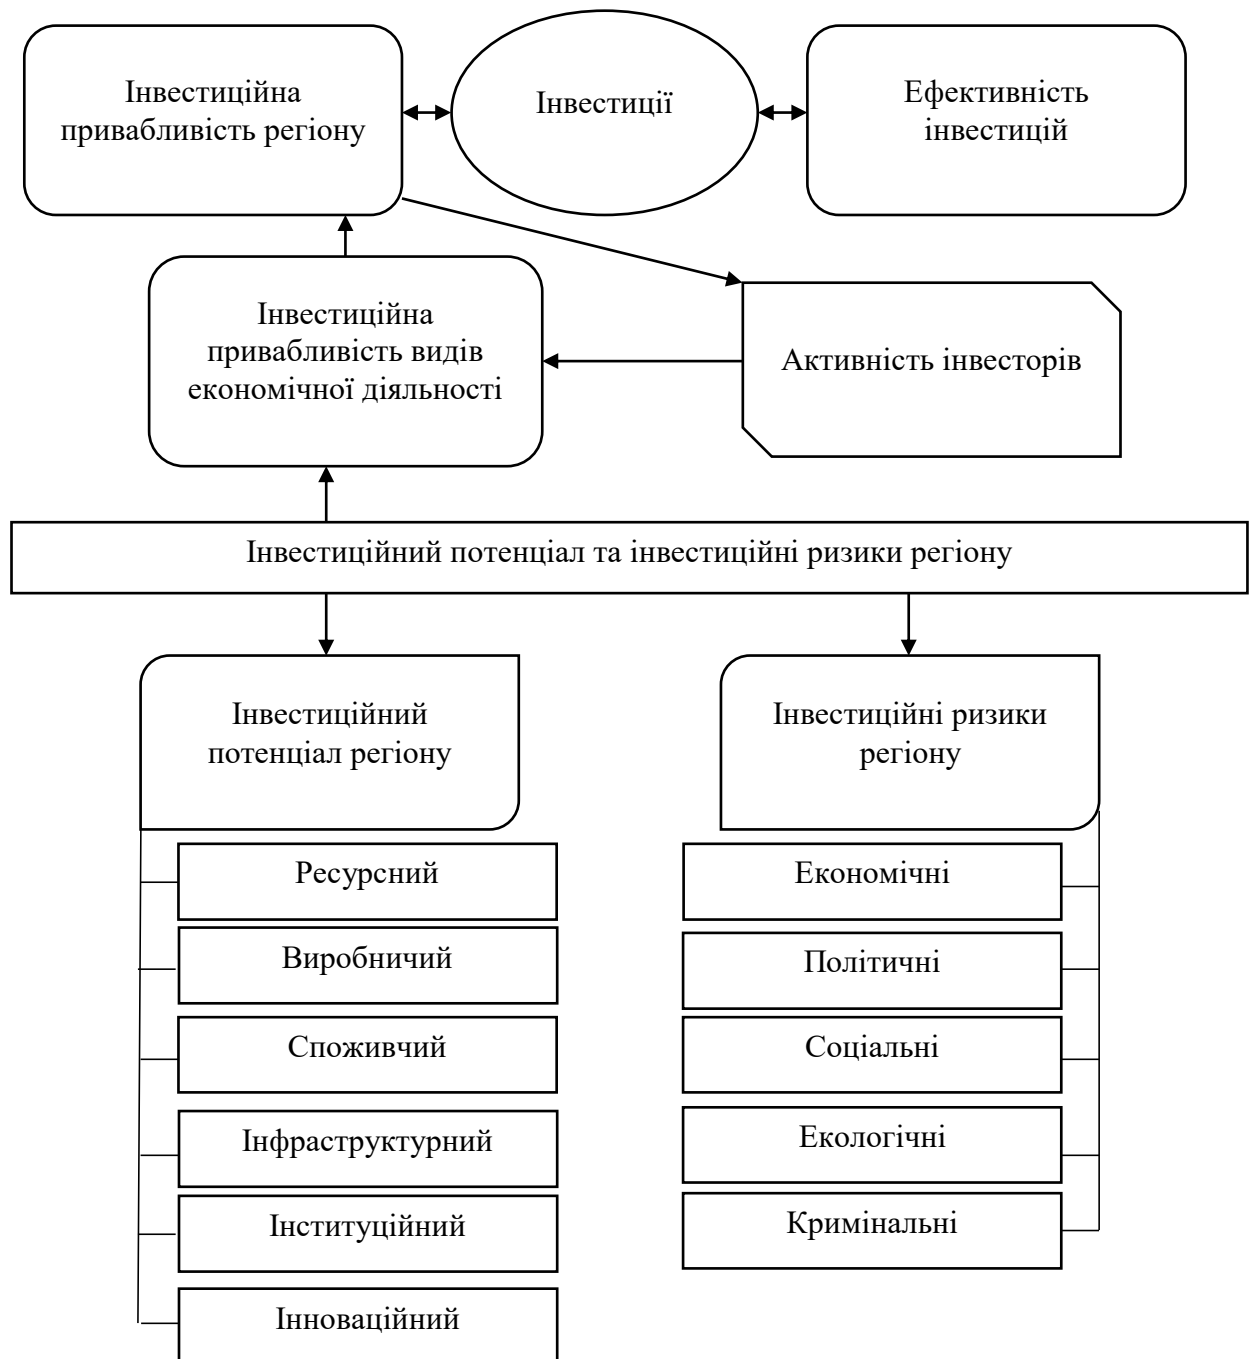 Інвестиційна
привабливість регіону
Інвестиції
Ефективність
інвестицій
Інвестиційна
привабливість видів
економічної діяльності
Активність інвесторів
Інвестиційний потенціал та інвестиційні ризики регіону
Інвестиційний
потенціал регіону
Інвестиційні ризики
регіону
Ресурсний
Виробничий
Споживчий
Інфраструктурний
Інституційний
Інноваційний
Економічні
Політичні
Соціальні
Екологічні
Кримінальні